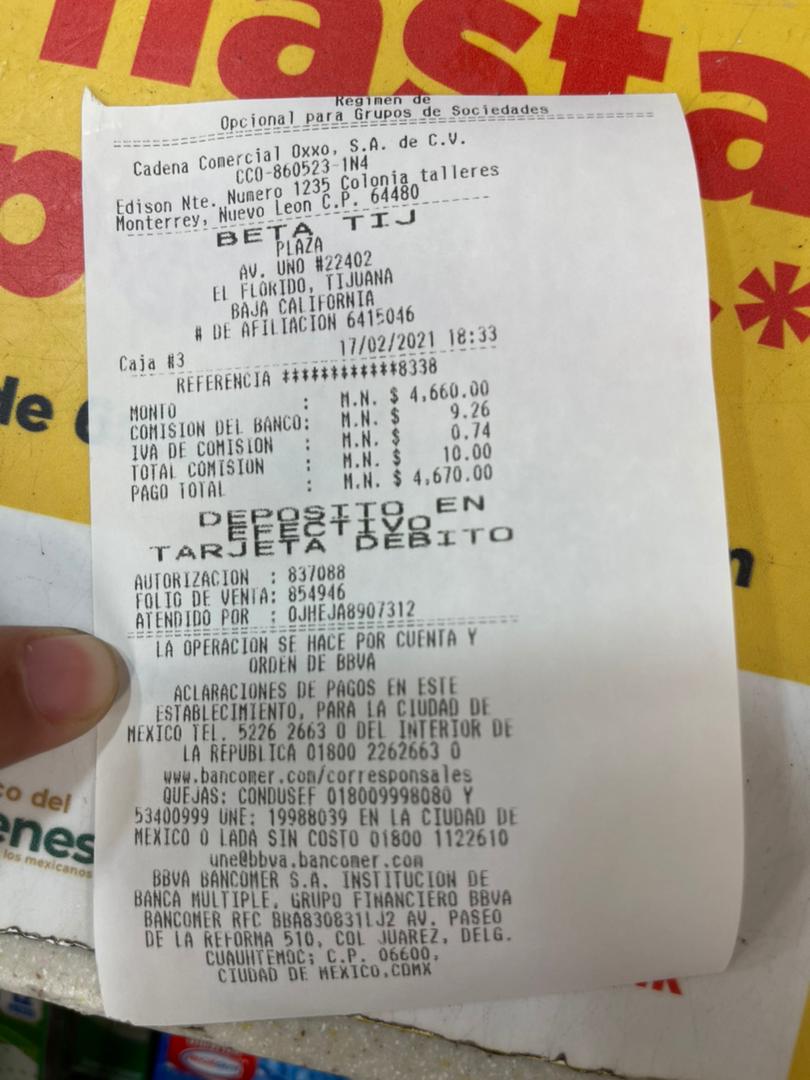 hasta
Regimen de
Opcional para Grupos de Sociedades
Cadena Comercial Oxxo, S.A. de C.V.
CCO-860523-1N4
Edison Nte. Numero 1235 Colonia talleres
Monterrey, Nuevo Leon C.P. 64480
BETA TIJ
PLAZA
AV. UNO #22402
EL FLORIDO, TIJUANA
BAJA CALIFORNIA
# DE AFILIACION 6415046
17/02/2021 18:33
Caja #3
REFERENCIA ************8338
MONTO : M.N. $ 4,660.00
COMISION DEL BANCO: M.N. $ 9.26
IVA DE COMISION : M.N. $ 0.74
TOTAL COMISION : M.N. $ 10.00
PAGO TOTAL : M.N. $ 4,670.00
DEPOSITO EN
EFECTIVO
TARJETA DEBITO
AUTORIZACION : 837088
FOLIO DE VENTA: 854946
ATENDIDO POR : OJHEJA8907312
LA OPERACION SE HACE POR CUENTA Y
ORDEN DE BBVA
ACLARACIONES DE PAGOS EN ESTE
ESTABLECIMIENTO, PARA LA CIUDAD DE
MEXICO TEL. 5226 2663 O DEL INTERIOR DE
LA REPUBLICA 01800 2262663 O
www.bancomer.com/corresponsales
QUEJAS: CONDUSEF 018009998080 Y
53400999 UNE: 19988039 EN LA CIUDAD DE
MEXICO O LADA SIN COSTO 01800 1122610
une@bbva.bancomer.com
BBVA BANCOMER S.A. INSTITUCION DE
BANCA MULTIPLE, GRUPO FINANCIERO BBVA
BANCOMER RFC BBA830831LJ2 AV. PASEO
DE LA REFORMA 510, COL JUAREZ, DELG.
CUAUHTEMOC; C.P. 06600,
CIUDAD DE MEXICO,CDMX
de
co del
enes
los mexicanos